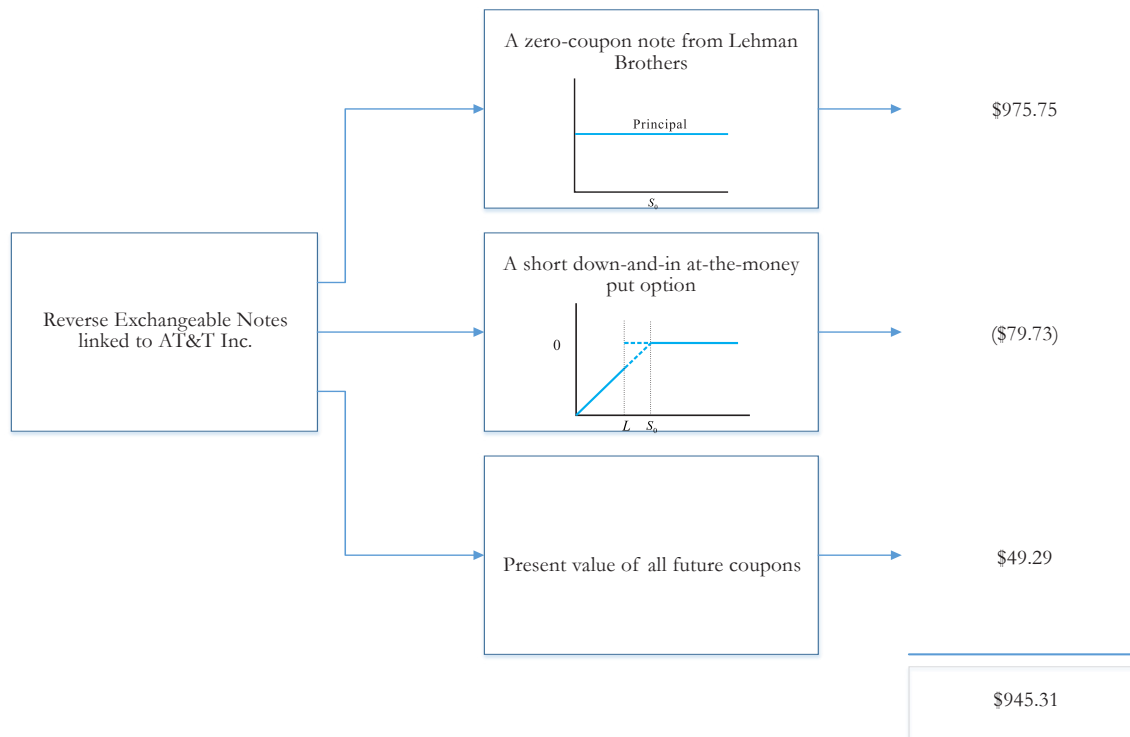 A zero-coupon note from Lehman
Brothers
Principal
S₀
$975.75
Reverse Exchangeable Notes
linked to AT&T Inc.
A short down-and-in at-the-money
put option
0
L S₀
($79.73)
Present value of all future coupons
$49.29
$945.31